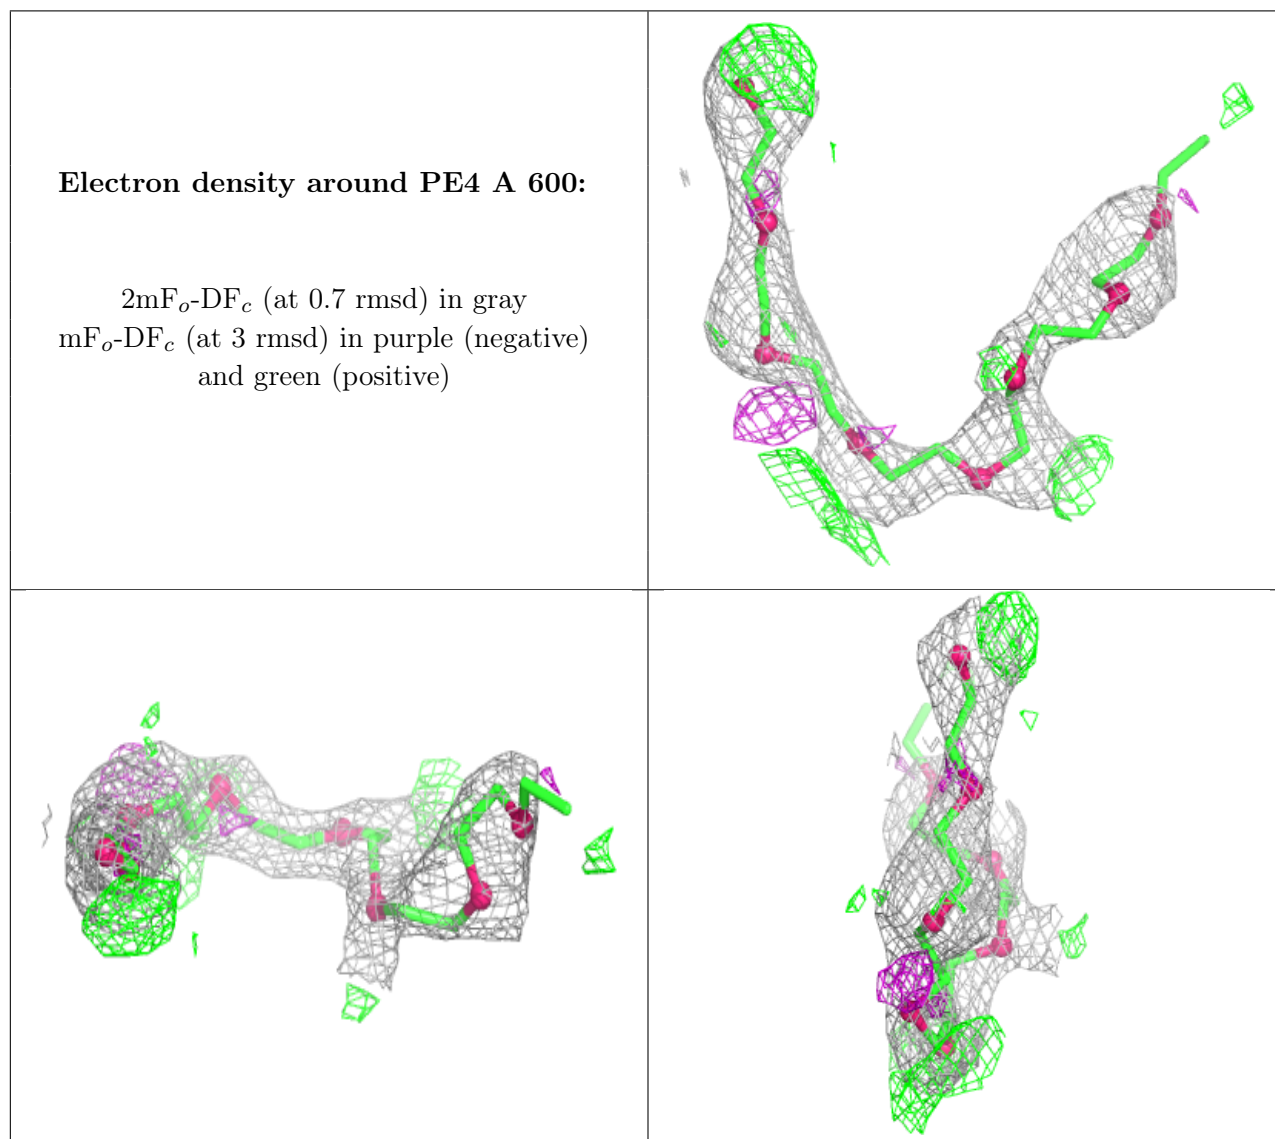 Electron density around PE4 A 600:
2mFo-DFc (at 0.7 rmsd) in gray
mFo-DFc (at 3 rmsd) in purple (negative)
and green (positive)